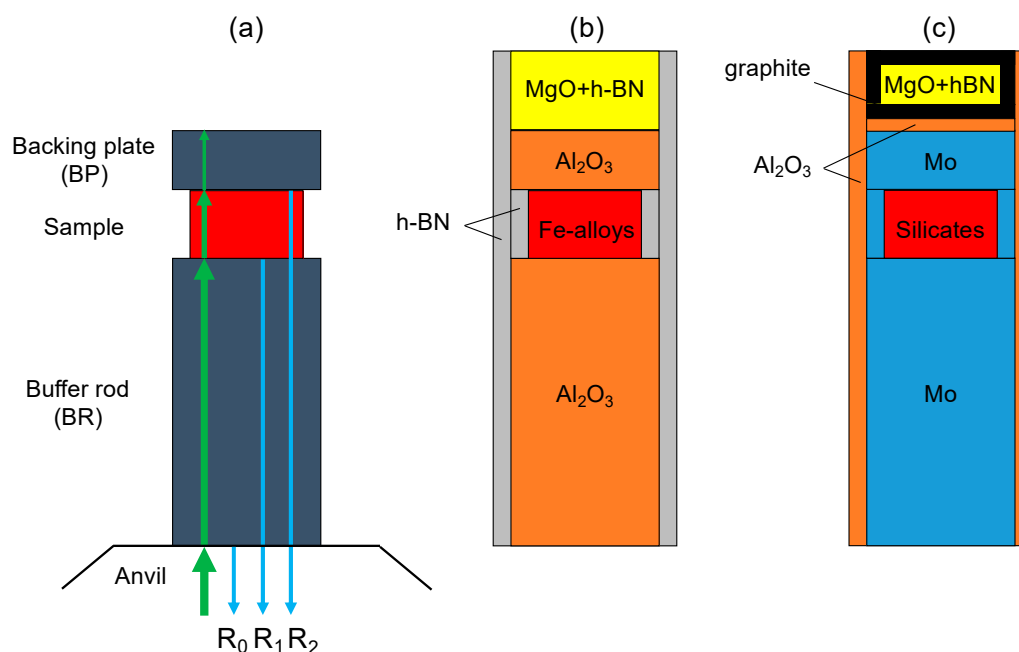 (a)
Backing plate
(BP)
Sample
Buffer rod
(BR)
Anvil
R₀ R₁ R₂
(b)
MgO+h-BN
Al₂O₃
h-BN
Fe-alloys
Al₂O₃
(c)
graphite
MgO+hBN
Al₂O₃
Mo
Silicates
Mo